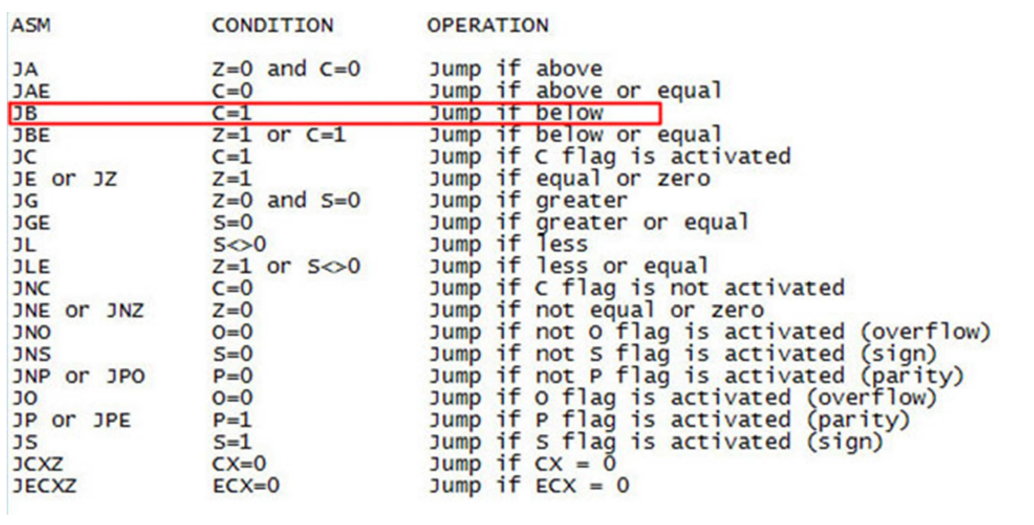 ASM CONDITION OPERATION
JA Z=0 and C=0 Jump if above
JAE C=0 Jump if above or equal
JB C=1 Jump if below
JBE Z=1 or C=1 Jump if below or equal
JC C=1 Jump if C flag is activated
JE or JZ Z=1 Jump if equal or zero
JG Z=0 and S=0 Jump if greater
JGE S=0 Jump if greater or equal
JL S<>0 Jump if less
JLE Z=1 or S<>0 Jump if less or equal
JNC C=0 Jump if C flag is not activated
JNE or JNZ Z=0 Jump if not equal or zero
JNO O=0 Jump if not O flag is activated (overflow)
JNS S=0 Jump if not S flag is activated (sign)
JNP or JPO P=0 Jump if not P flag is activated (parity)
JO O=0 Jump if O flag is activated (overflow)
JP or JPE P=1 Jump if P flag is activated (parity)
JS S=1 Jump if S flag is activated (sign)
JCXZ CX=0 Jump if CX = 0
JECXZ ECX=0 Jump if ECX = 0